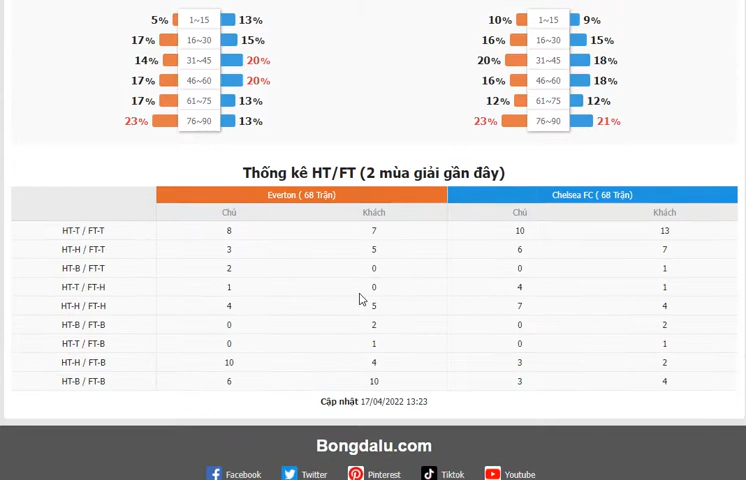 5% 1~15 13% 10% 1~15 9%
17% 16~30 15% 16% 16~30 15%
14% 31~45 20% 20% 31~45 18%
17% 46~60 20% 16% 46~60 18%
17% 61~75 13% 12% 61~75 12%
23% 76~90 13% 23% 76~90 21%
Thống kê HT/FT (2 mùa giải gần đây)
Everton ( 68 Trận) Chelsea FC ( 68 Trận)
Chủ Khách Chủ Khách
HT-T / FT-T 8 7 10 13
HT-H / FT-T 3 5 6 7
HT-B / FT-T 2 0 0 1
HT-T / FT-H 1 0 4 1
HT-H / FT-H 4 5 7 4
HT-B / FT-B 0 2 0 2
HT-T / FT-B 0 1 0 1
HT-H / FT-B 10 4 3 2
HT-B / FT-B 6 10 3 4
Cập nhật 17/04/2022 13:23
Bongdalu.com
Facebook Twitter Pinterest Tiktok Youtube